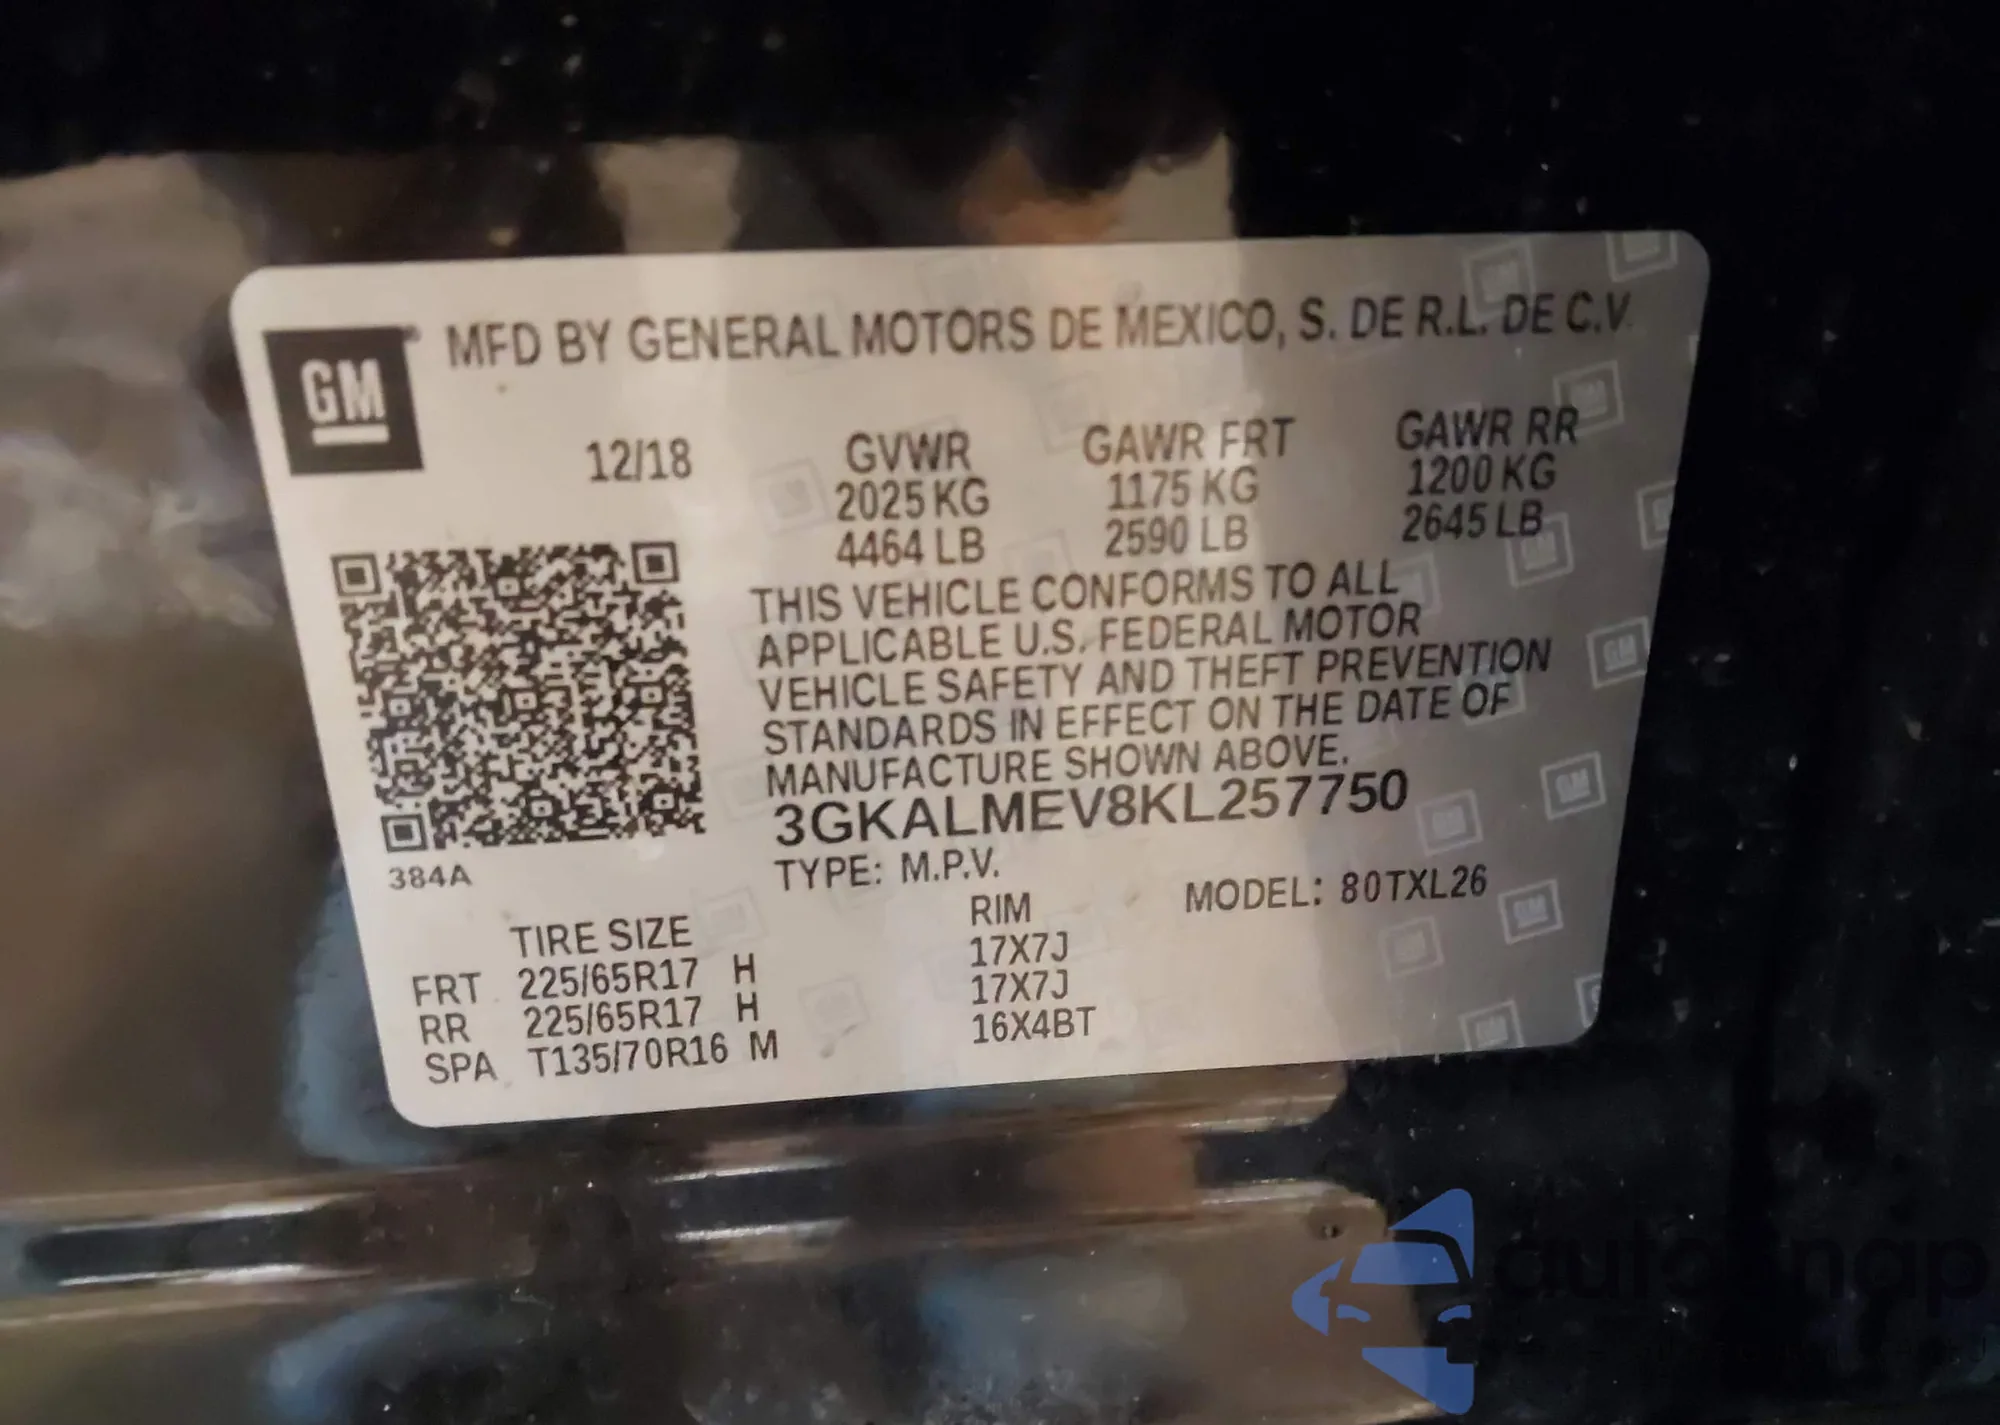 GM
MFD BY GENERAL MOTORS DE MEXICO, S. DE R.L. DE C.V.
12/18 GVWR GAWR FRT GAWR RR
2025 KG 1175 KG 1200 KG
4464 LB 2590 LB 2645 LB
THIS VEHICLE CONFORMS TO ALL
APPLICABLE U.S. FEDERAL MOTOR
VEHICLE SAFETY AND THEFT PREVENTION
STANDARDS IN EFFECT ON THE DATE OF
MANUFACTURE SHOWN ABOVE.
3GKALMEV8KL257750
384A
TYPE: M.P.V. MODEL: 80TXL26
TIRE SIZE RIM
FRT 225/65R17 H 17X7J
RR 225/65R17 H 17X7J
SPA T135/70R16 M 16X4BT
autosnap